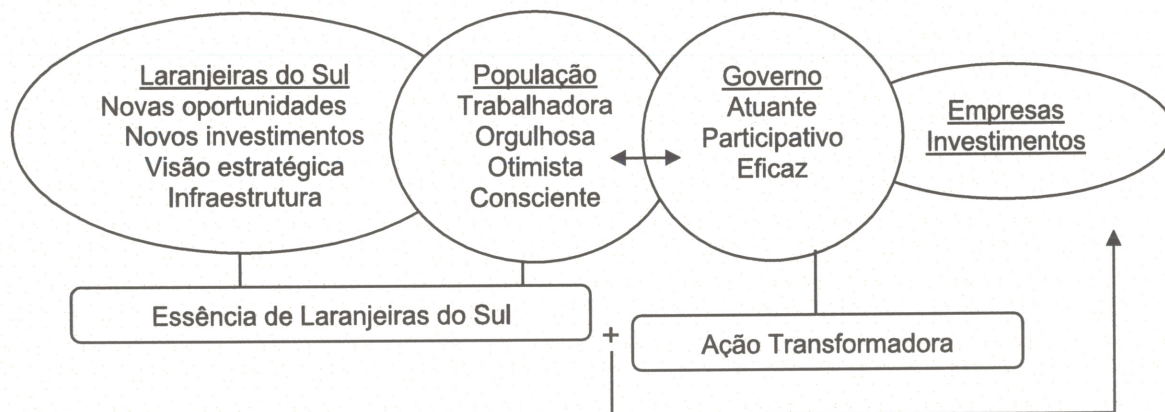 Laranjeiras do Sul
Novas oportunidades
Novos investimentos
Visão estratégica
Infraestrutura
População
Trabalhadora
Orgulhosa
Otimista
Consciente
Governo
Atuante
Participativo
Eficaz
Empresas
Investimentos
Essência de Laranjeiras do Sul
+
Ação Transformadora